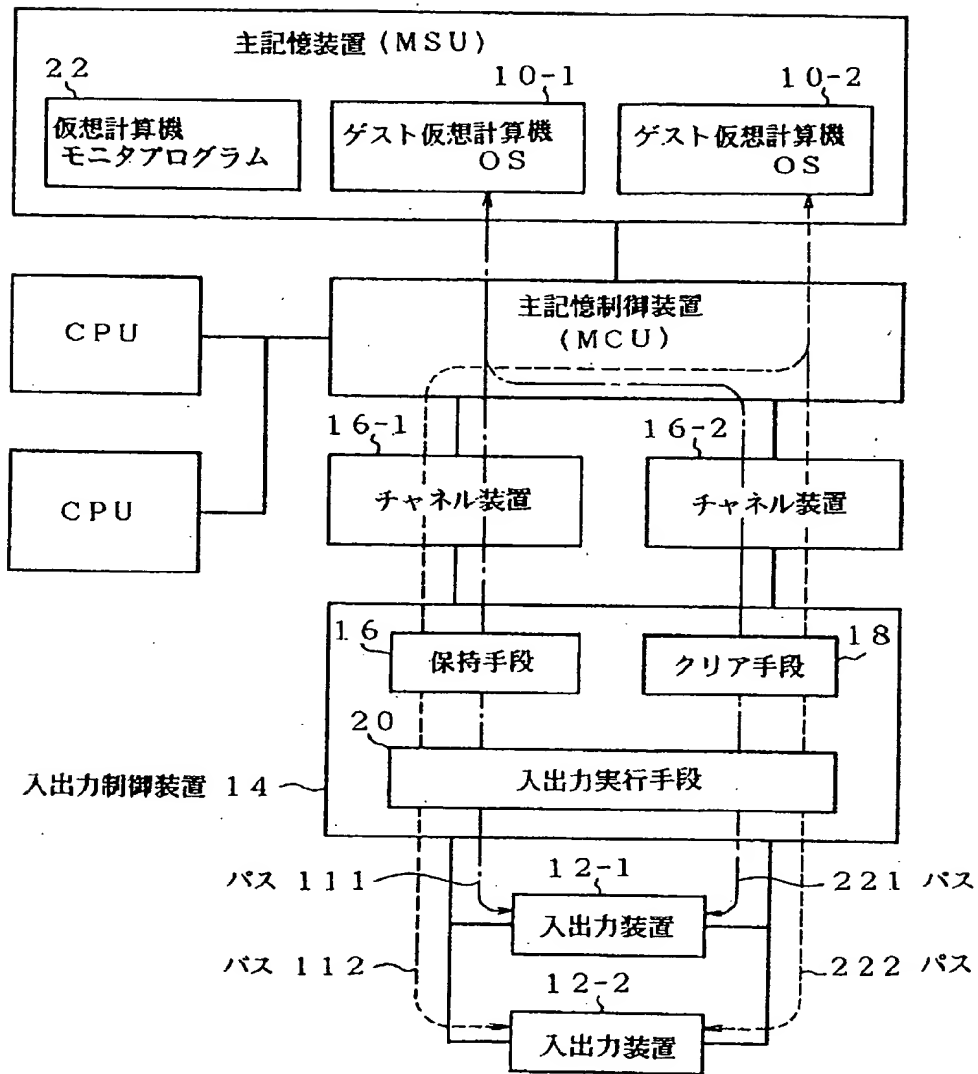 主記憶装置(MSU)
22
10-1
10-2
仮想計算機
モニタプログラム
ゲスト仮想計算機
OS
ゲスト仮想計算機
OS
CPU
主記憶制御装置
(MCU)
16-1
16-2
CPU
チャネル装置
チャネル装置
16
保持手段
クリア手段
18
20
入出力実行手段
入出力制御装置 14
パス 111
12-1
221 パス
入出力装置
パス 112
12-2
222 パス
入出力装置